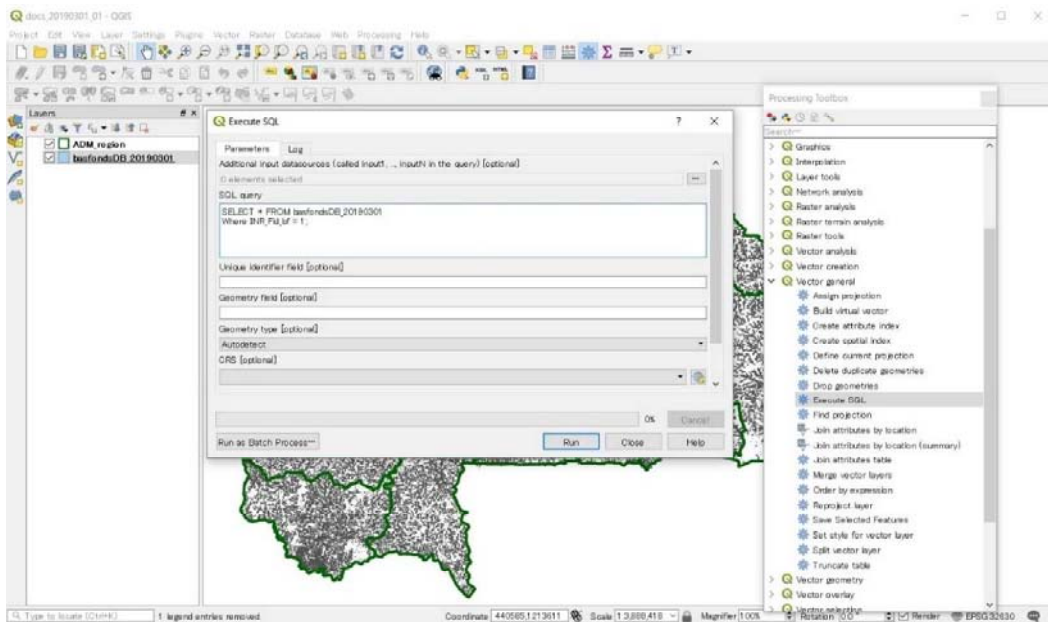 docs_20190301_01 - QGIS
Project Edit View Layer Settings Plugins Vector Raster Database Web Processing Help
Layers
ADM_region
basfondsDB_20190301
Execute SQL
Parameters Log
Additional input datasources (called input1, .., inputN in the query) [optional]
0 elements selected
SQL query
SELECT * FROM basfondsDB_20190301
Where INR_Fid_bf = 1;
Unique identifier field [optional]
Geometry field [optional]
Geometry type [optional]
Autodetect
CRS [optional]
0%
Cancel
Run as Batch Process…
Run
Close
Help
Processing Toolbox
Search…
Graphics
Interpolation
Layer tools
Network analysis
Raster analysis
Raster terrain analysis
Raster tools
Vector analysis
Vector creation
Vector general
Assign projection
Build virtual vector
Create attribute index
Create spatial index
Define current projection
Delete duplicate geometries
Drop geometries
Execute SQL
Find projection
Join attributes by location
Join attributes by location (summary)
Join attributes table
Merge vector layers
Order by expression
Reproject layer
Save Selected Features
Set style for vector layer
Split vector layer
Truncate table
Vector geometry
Vector overlay
Vector selection
Type to locate (Ctrl+K)
1 legend entries removed
Coordinate 440585,1213611
Scale 1:3,888,418
Magnifier 100%
Rotation 0.0°
Render
EPSG:32630